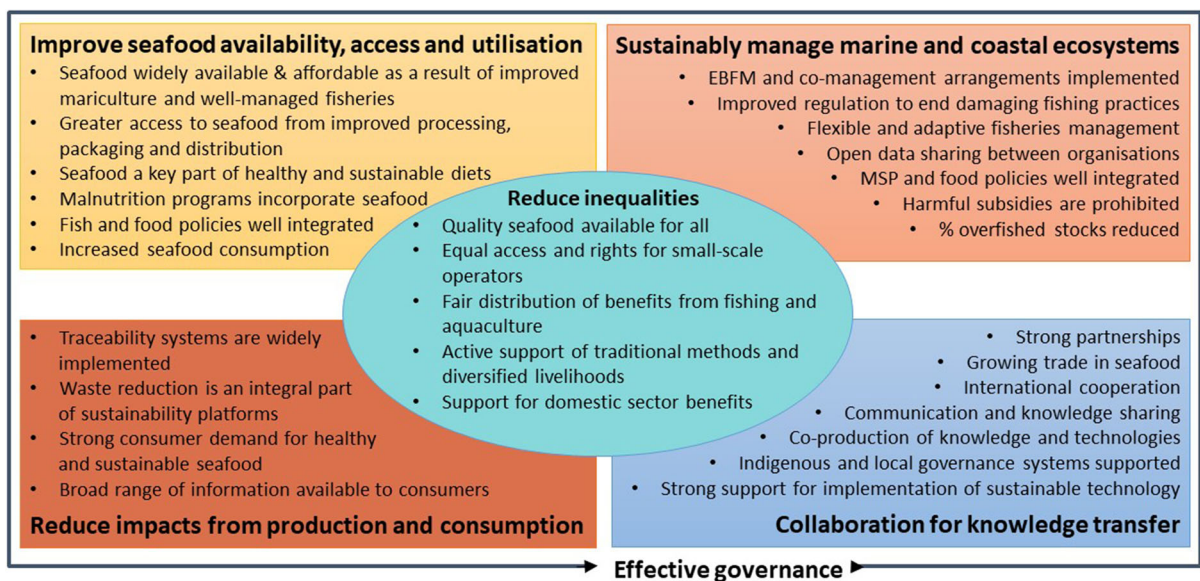 Improve seafood availability, access and utilisation
• Seafood widely available & affordable as a result of improved
mariculture and well-managed fisheries
• Greater access to seafood from improved processing,
packaging and distribution
• Seafood a key part of healthy and sustainable diets
• Malnutrition programs incorporate seafood
• Fish and food policies well integrated
• Increased seafood consumption
Sustainably manage marine and coastal ecosystems
• EBFM and co-management arrangements implemented
• Improved regulation to end damaging fishing practices
• Flexible and adaptive fisheries management
• Open data sharing between organisations
• MSP and food policies well integrated
• Harmful subsidies are prohibited
• % overfished stocks reduced
Reduce inequalities
• Quality seafood available for all
• Equal access and rights for small-scale
operators
• Fair distribution of benefits from fishing and
aquaculture
• Active support of traditional methods and
diversified livelihoods
• Support for domestic sector benefits
• Traceability systems are widely
implemented
• Waste reduction is an integral part
of sustainability platforms
• Strong consumer demand for healthy
and sustainable seafood
• Broad range of information available to consumers
Reduce impacts from production and consumption
• Strong partnerships
• Growing trade in seafood
• International cooperation
• Communication and knowledge sharing
• Co-production of knowledge and technologies
• Indigenous and local governance systems supported
• Strong support for implementation of sustainable technology
Collaboration for knowledge transfer
Effective governance